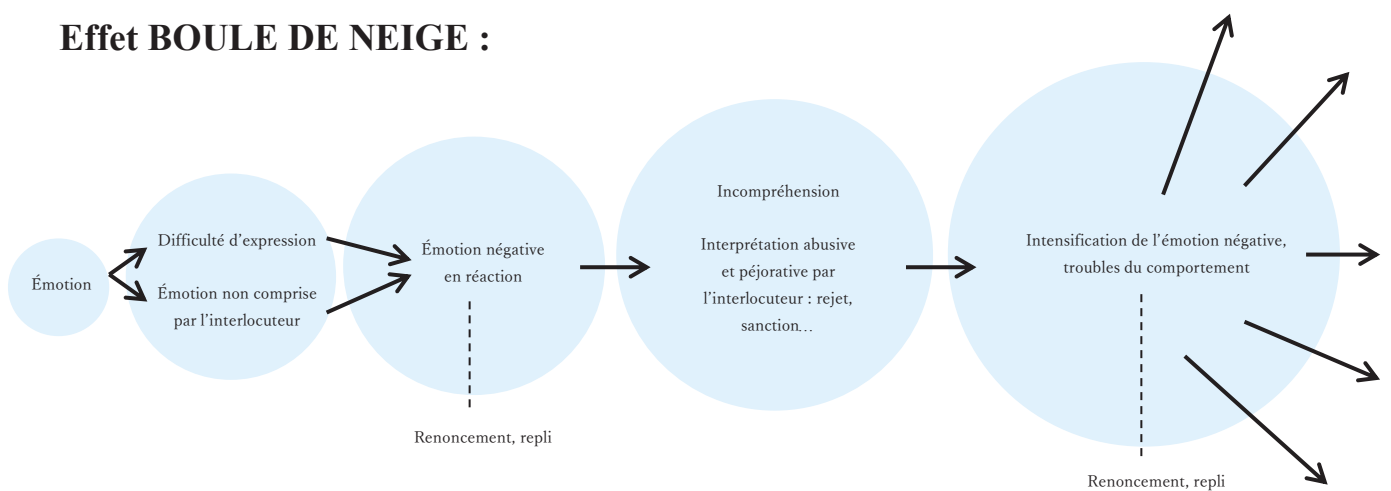 Effet BOULE DE NEIGE :
Émotion
Difficulté d’expression
Émotion non comprise
par l’interlocuteur
Émotion négative
en réaction
Renoncement, repli
Incompréhension
Interprétation abusive
et péjorative par
l’interlocuteur : rejet,
sanction…
Intensification de l’émotion négative,
troubles du comportement
Renoncement, repli